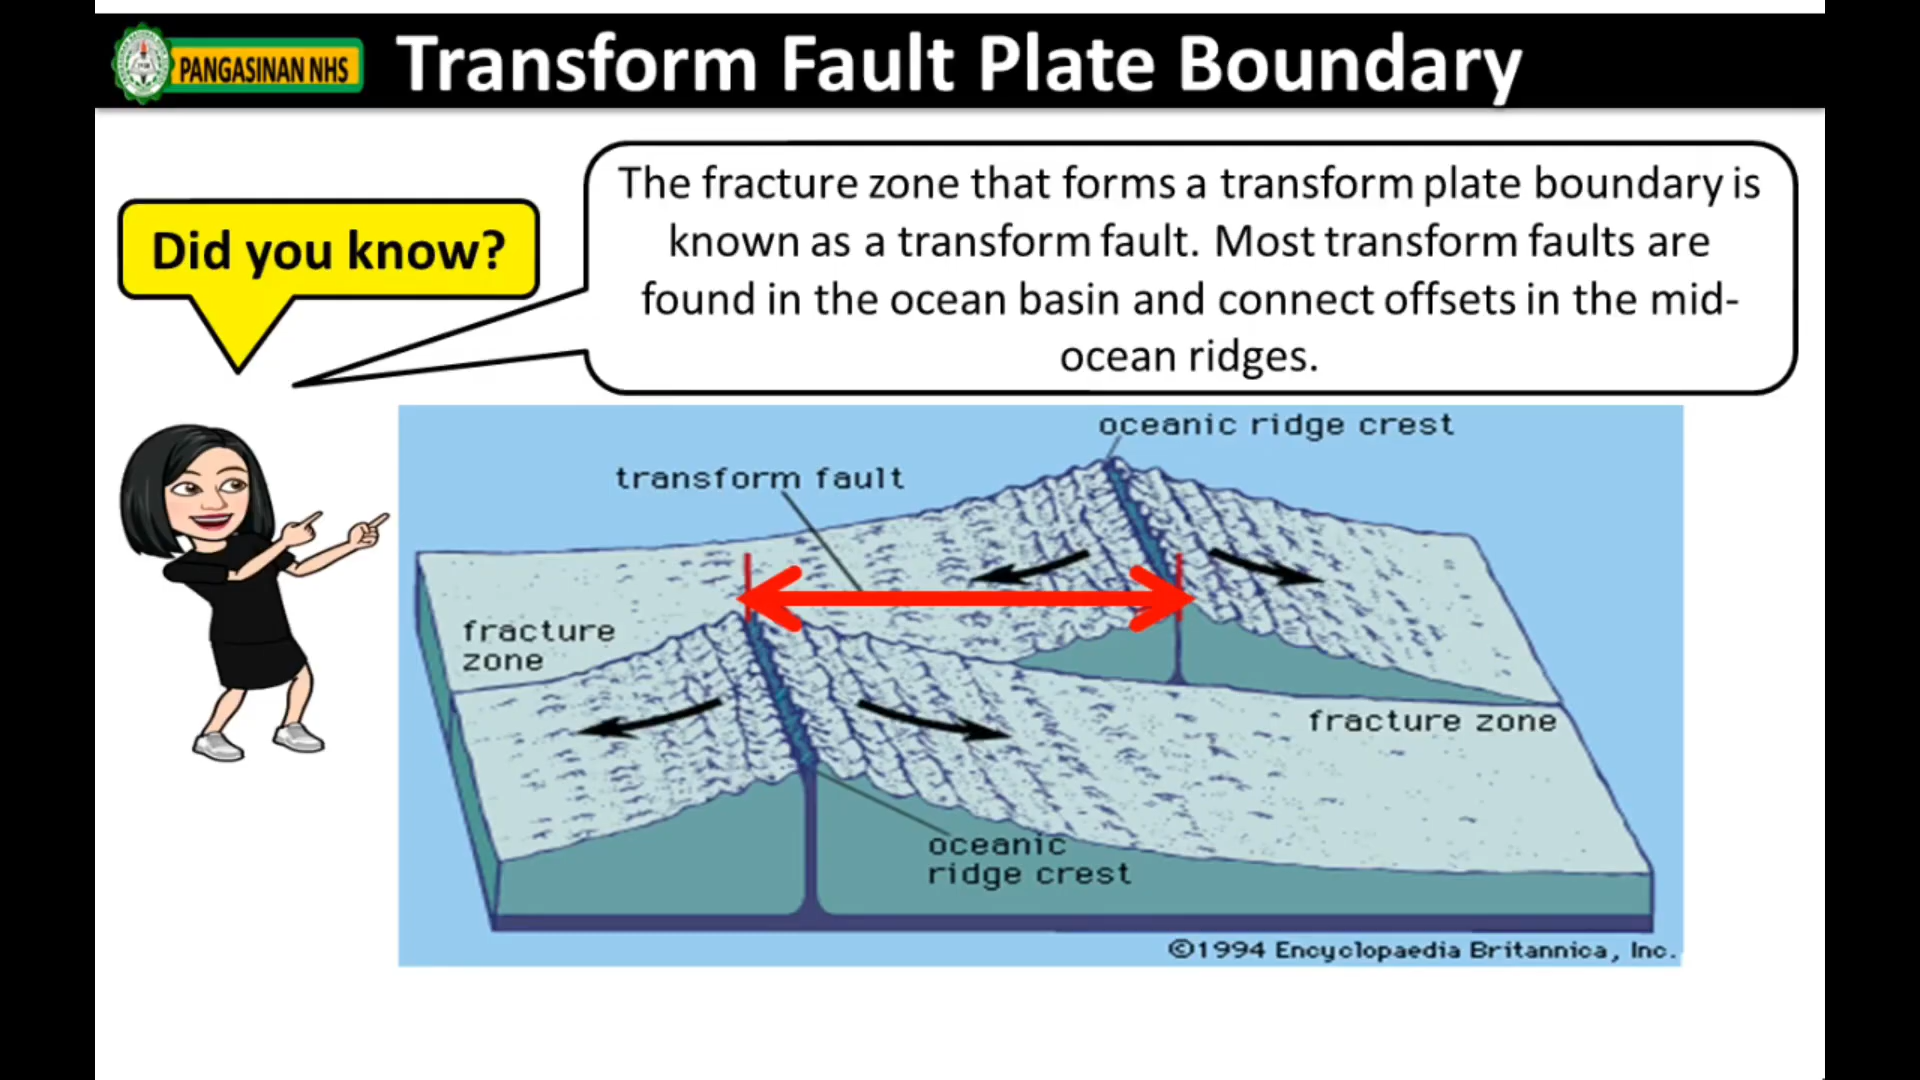 PANGASINAN NHS
Transform Fault Plate Boundary
Did you know?
The fracture zone that forms a transform plate boundary is
known as a transform fault. Most transform faults are
found in the ocean basin and connect offsets in the mid-
ocean ridges.
oceanic ridge crest
transform fault
fracture
zone
fracture zone
oceanic
ridge crest
©1994 Encyclopaedia Britannica, Inc.